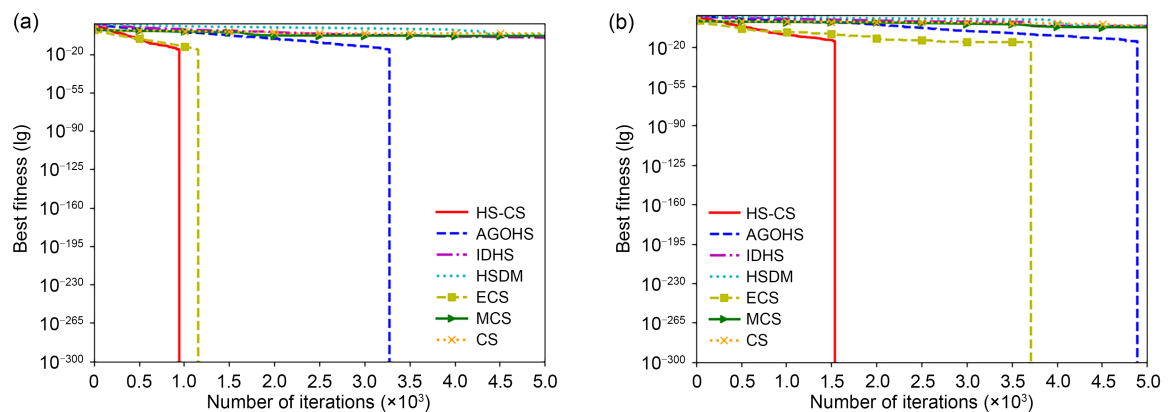 (a)
Best fitness (lg)
10⁻²⁰
10⁻⁵⁵
10⁻⁹⁰
10⁻¹²⁵
10⁻¹⁶⁰
10⁻¹⁹⁵
10⁻²³⁰
10⁻²⁶⁵
10⁻³⁰⁰
HS-CS
AGOHS
IDHS
HSDM
ECS
MCS
CS
0 0.5 1.0 1.5 2.0 2.5 3.0 3.5 4.0 4.5 5.0
Number of iterations (×10³)
(b)
Best fitness (lg)
10⁻²⁰
10⁻⁵⁵
10⁻⁹⁰
10⁻¹²⁵
10⁻¹⁶⁰
10⁻¹⁹⁵
10⁻²³⁰
10⁻²⁶⁵
10⁻³⁰⁰
HS-CS
AGOHS
IDHS
HSDM
ECS
MCS
CS
0 0.5 1.0 1.5 2.0 2.5 3.0 3.5 4.0 4.5 5.0
Number of iterations (×10³)